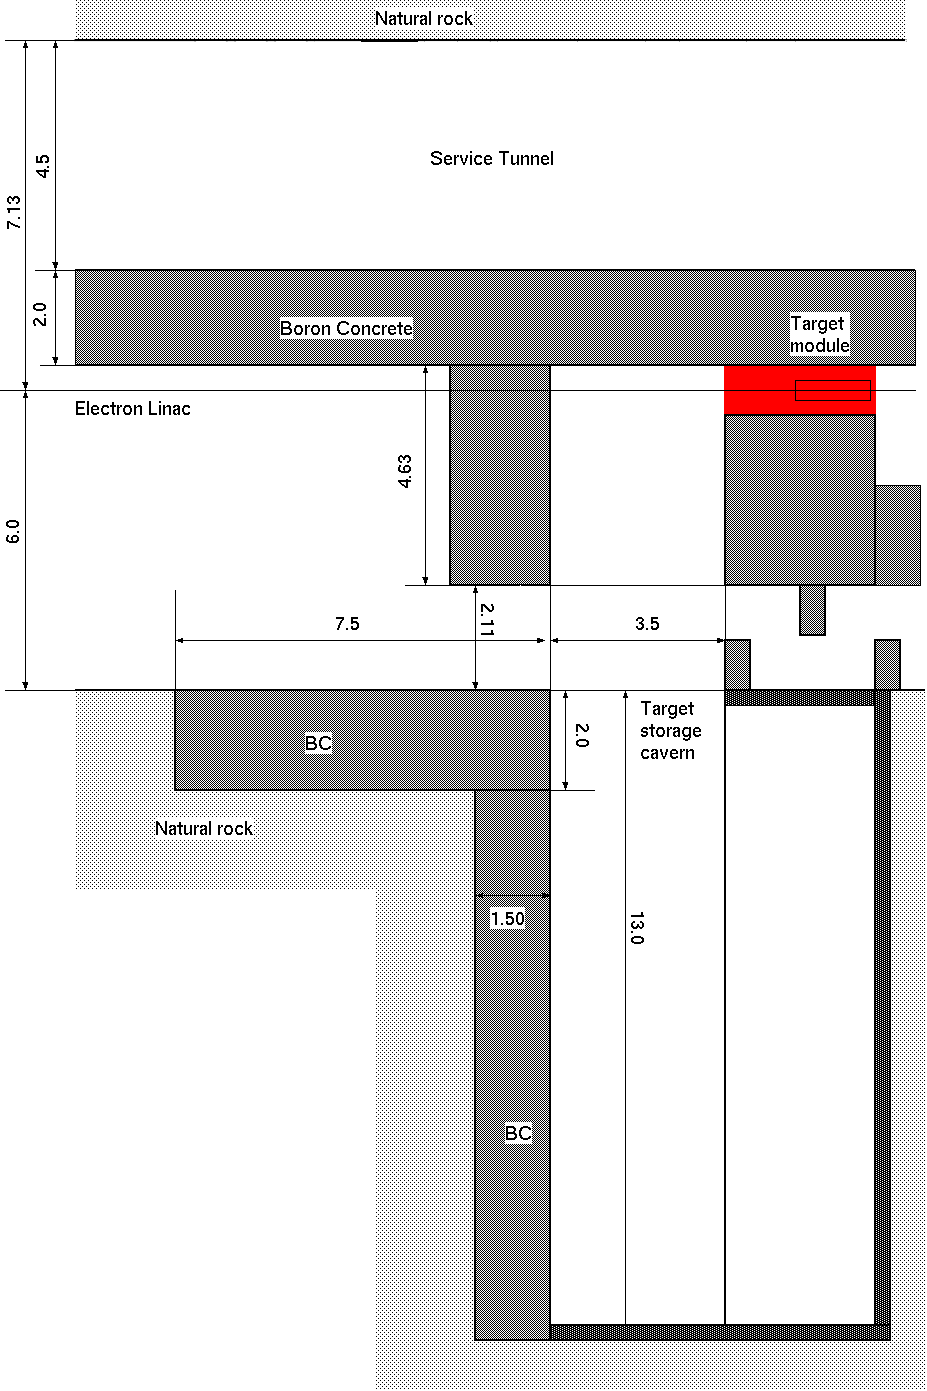 Natural rock
4.5
Service Tunnel
7.13
2.0
Boron Concrete
Target
module
Electron Linac
4.63
6.0
2.11
7.5
3.5
BC
2.0
Target
storage
cavern
Natural rock
1.50
13.0
BC